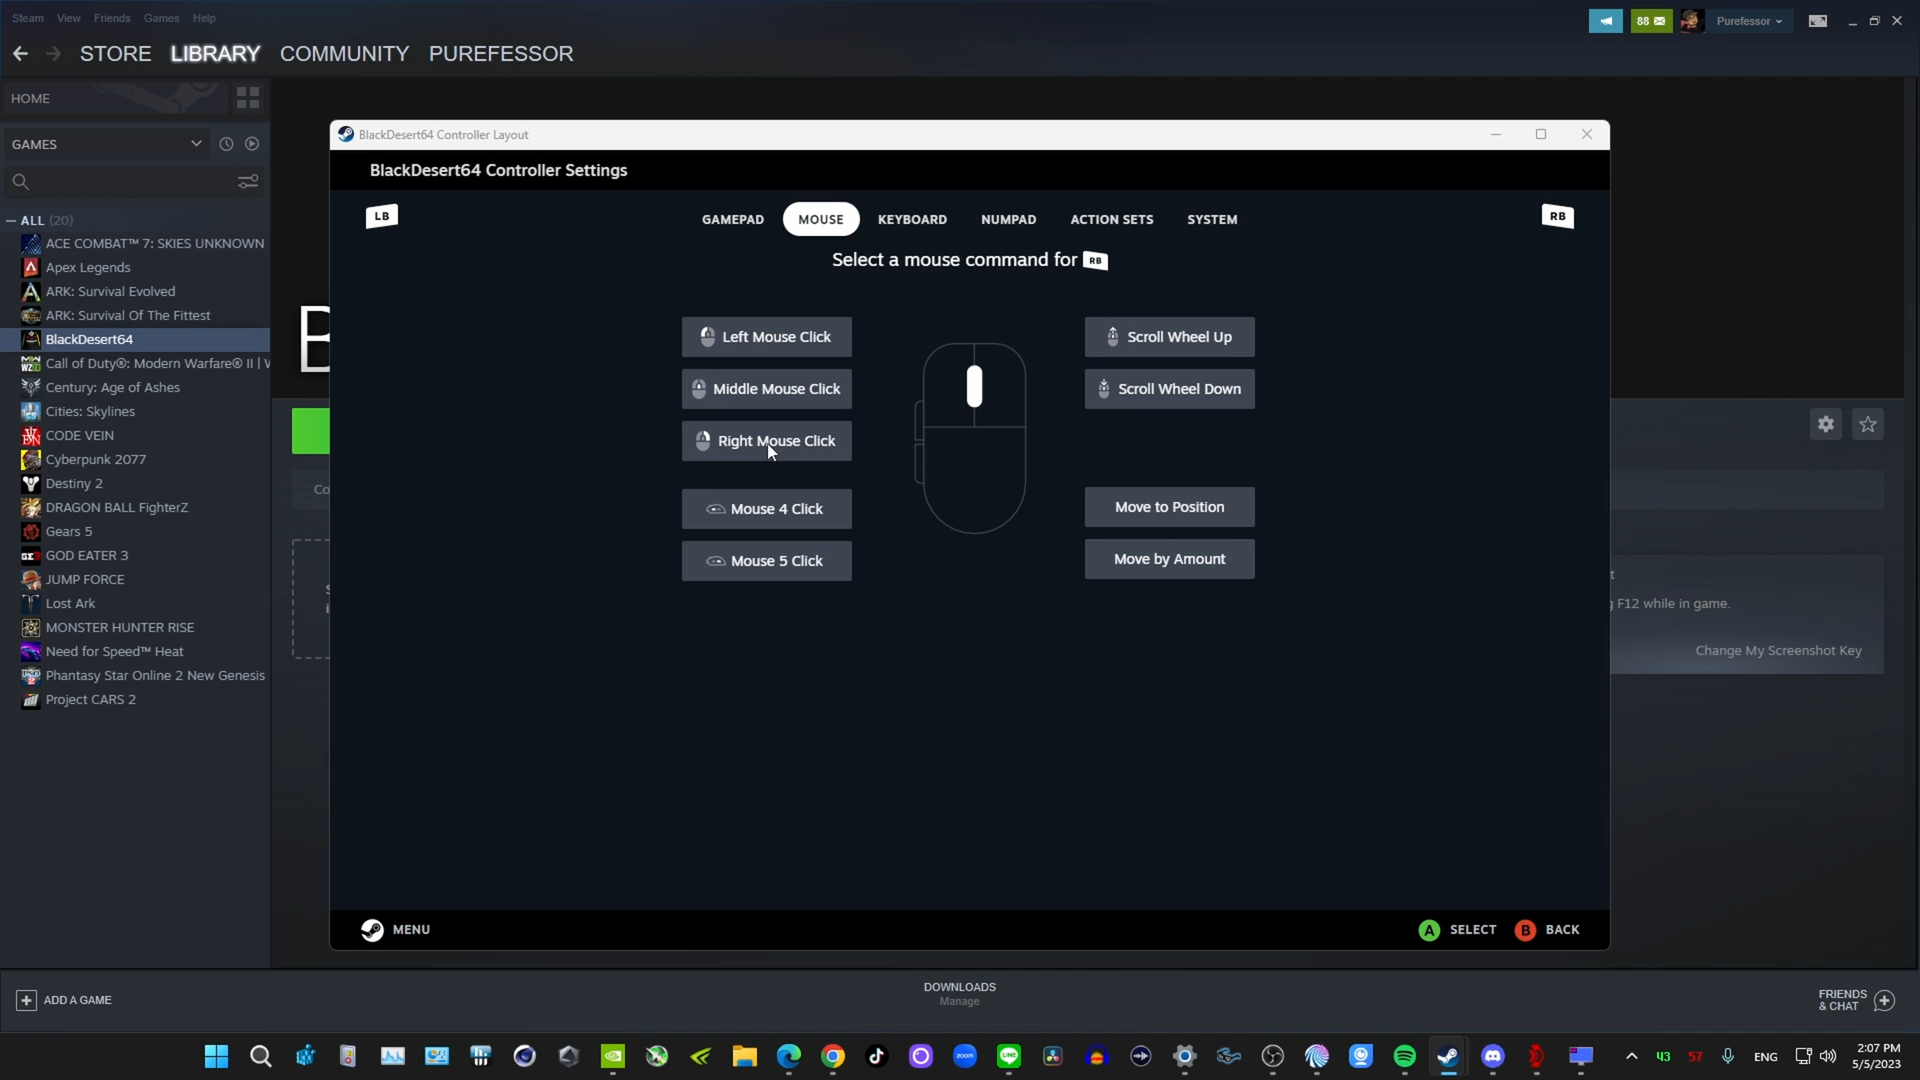 Steam View Friends Games Help
88
Purefessor
STORE LIBRARY COMMUNITY PUREFESSOR
HOME
GAMES
ALL (20)
ACE COMBAT™ 7: SKIES UNKNOWN
Apex Legends
ARK: Survival Evolved
ARK: Survival Of The Fittest
BlackDesert64
Call of Duty®: Modern Warfare® II | W
Century: Age of Ashes
Cities: Skylines
CODE VEIN
Cyberpunk 2077
Destiny 2
DRAGON BALL FighterZ
Gears 5
GOD EATER 3
JUMP FORCE
Lost Ark
MONSTER HUNTER RISE
Need for Speed™ Heat
Phantasy Star Online 2 New Genesis
Project CARS 2
BlackDesert64 Controller Layout
BlackDesert64 Controller Settings
LB
GAMEPAD MOUSE KEYBOARD NUMPAD ACTION SETS SYSTEM
RB
Select a mouse command for RB
Left Mouse Click
Middle Mouse Click
Right Mouse Click
Mouse 4 Click
Mouse 5 Click
Scroll Wheel Up
Scroll Wheel Down
Move to Position
Move by Amount
MENU
A SELECT B BACK
B
Co
t
F12 while in game.
Change My Screenshot Key
ADD A GAME
DOWNLOADS
Manage
FRIENDS
& CHAT
zoom
LINE
43 57 ENG
2:07 PM
5/5/2023